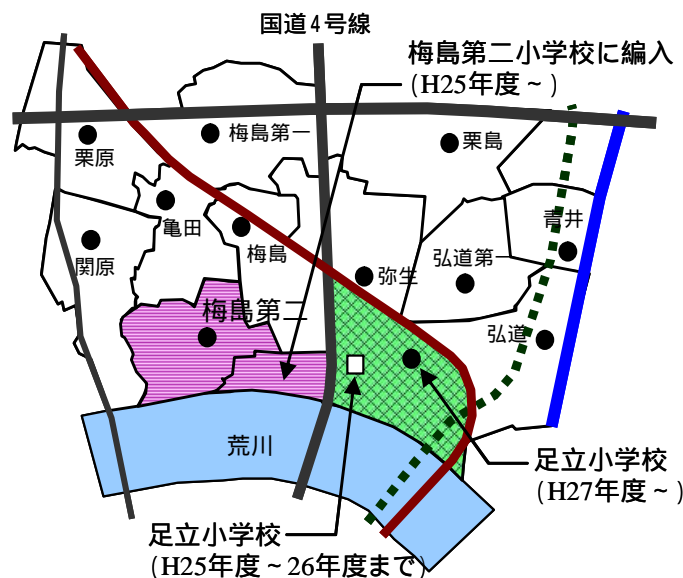 国道4号線
梅島第二小学校に編入
(H25年度~)
栗原
梅島第一
栗島
亀田
梅島
関原
弥生
弘道第一
青井
梅島第二
弘道
荒川
足立小学校
(H27年度~)
足立小学校
(H25年度~26年度まで)